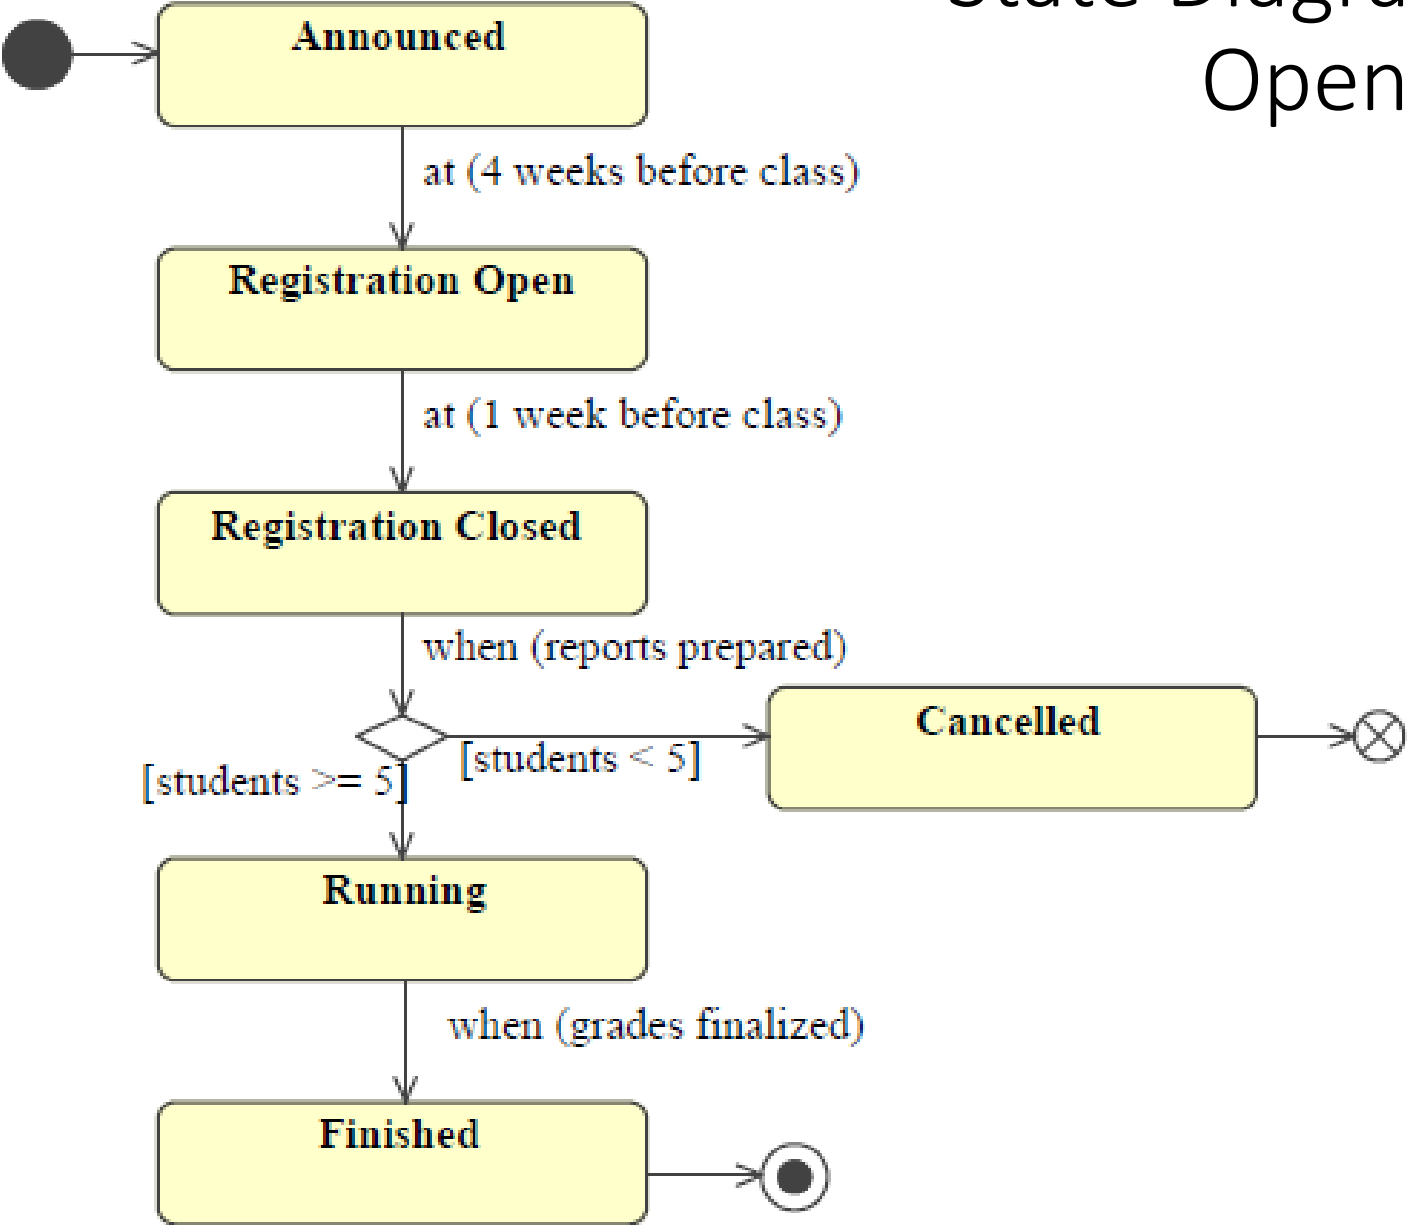 Open
Announced
at (4 weeks before class)
Registration Open
at (1 week before class)
Registration Closed
when (reports prepared)
Cancelled
[students < 5]
[students >= 5]
Running
when (grades finalized)
Finished